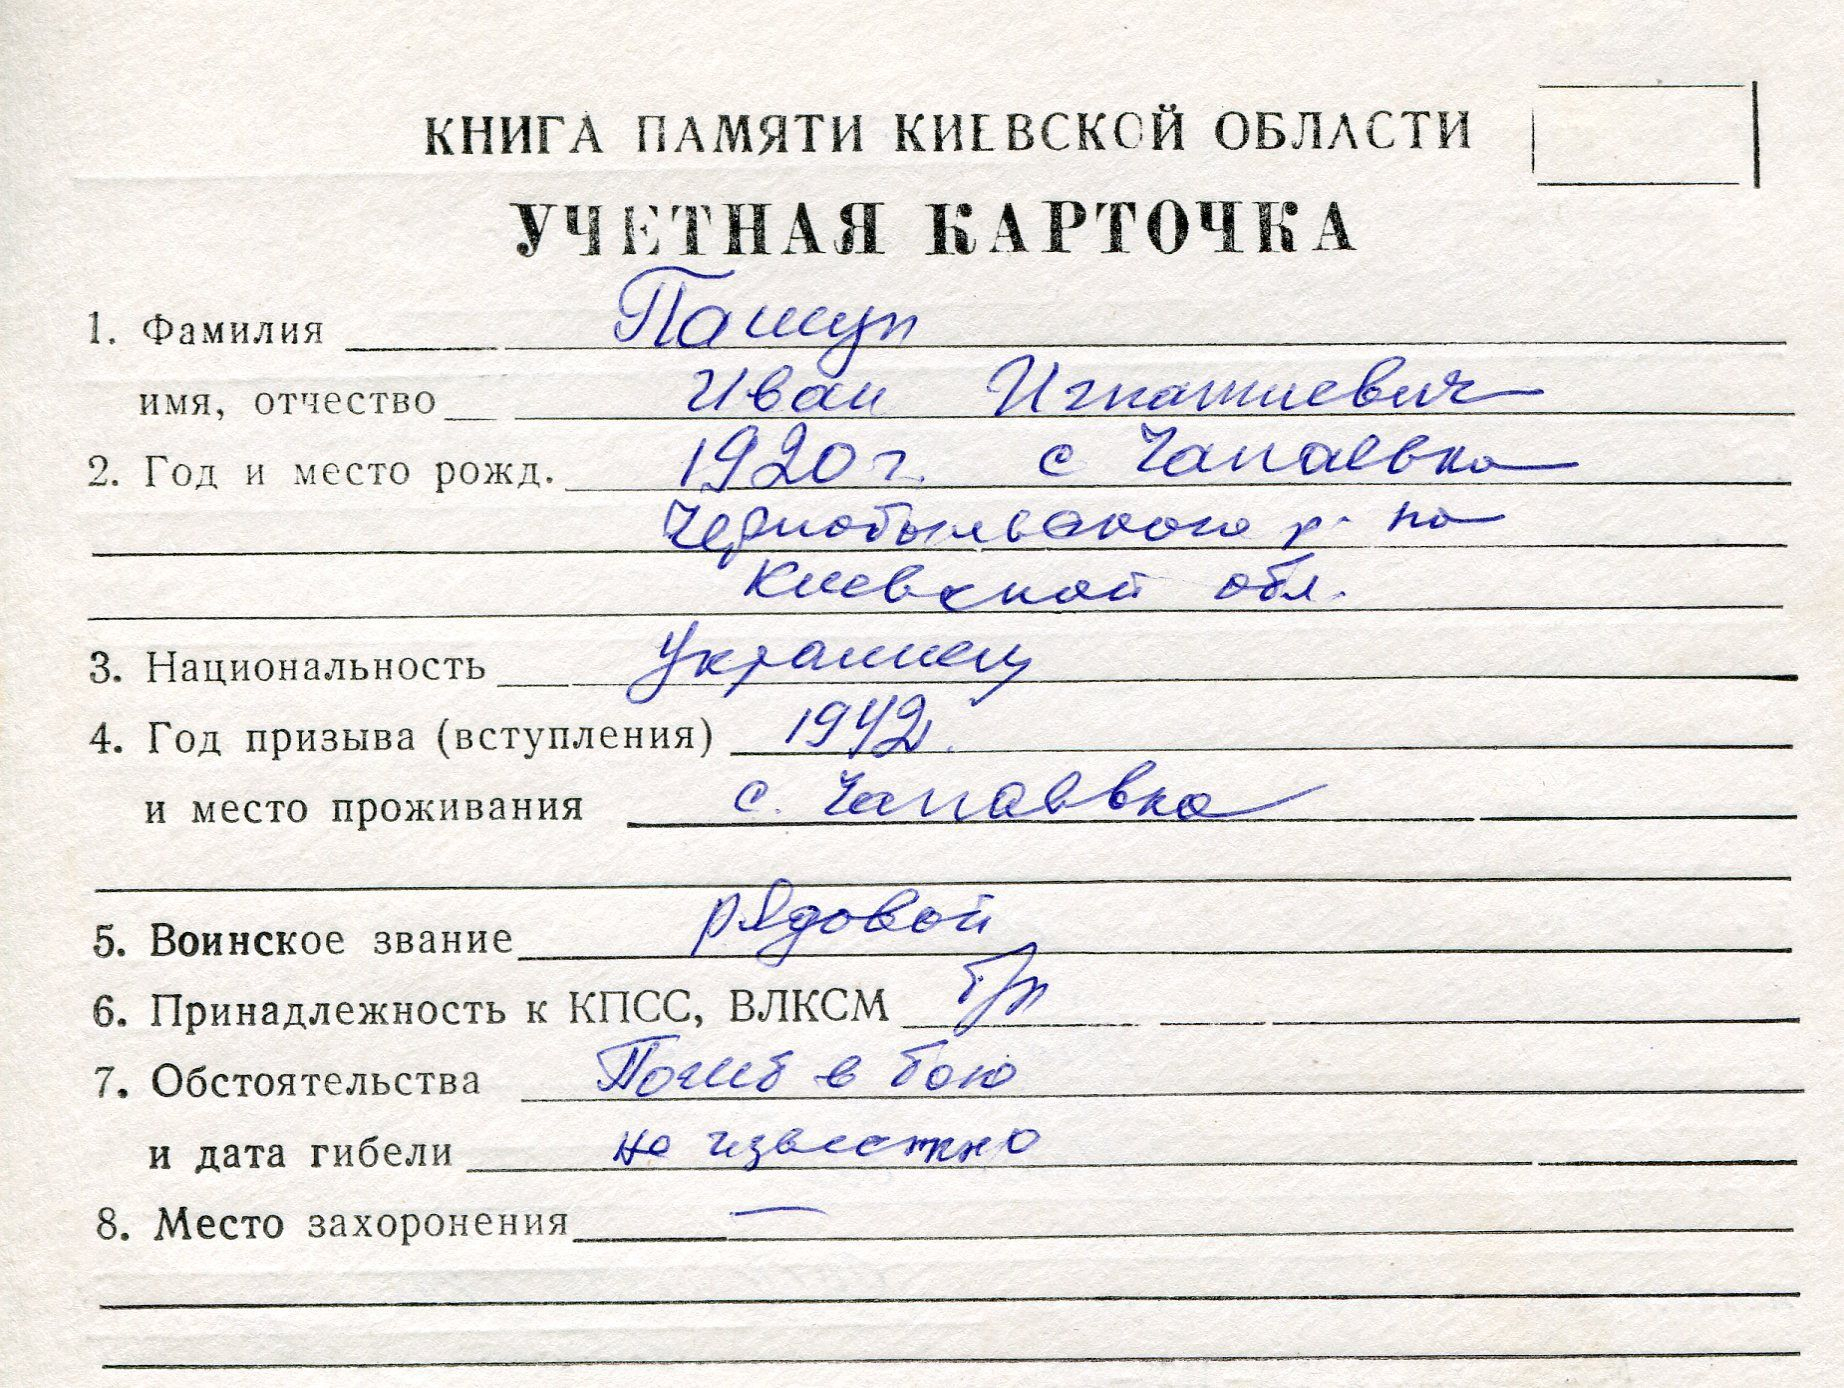 КНИГА ПАМЯТИ КИЕВСКОЙ ОБЛАСТИ
УЧЕТНАЯ КАРТОЧКА
1. Фамилия Пашун
имя, отчество Иван Игнатиевич
2. Год и место рожд. 1920 г. с Чапаевка
Чернобыльского р-на
Киевской обл.
3. Национальность Украинец
4. Год призыва (вступления) 1942.
и место проживания с. Чапаевка
5. Воинское звание рядовой
6. Принадлежность к КПСС, ВЛКСМ б/п
7. Обстоятельства Погиб в бою
и дата гибели не известно
8. Место захоронения —